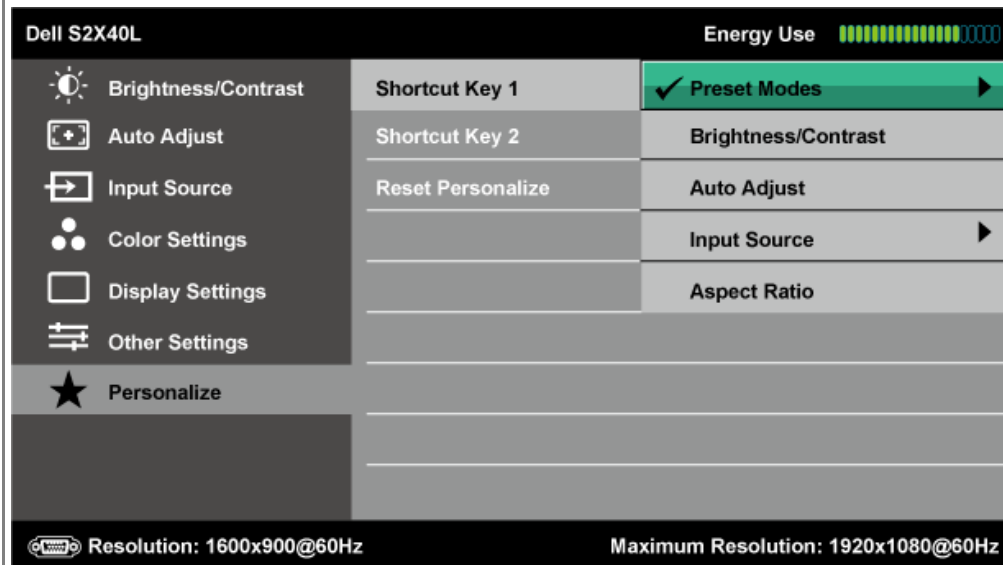 Dell S2X40L
Energy Use
Brightness/Contrast
Auto Adjust
Input Source
Color Settings
Display Settings
Other Settings
Personalize
Shortcut Key 1
Shortcut Key 2
Reset Personalize
Preset Modes
Brightness/Contrast
Auto Adjust
Input Source
Aspect Ratio
Resolution: 1600x900@60Hz
Maximum Resolution: 1920x1080@60Hz